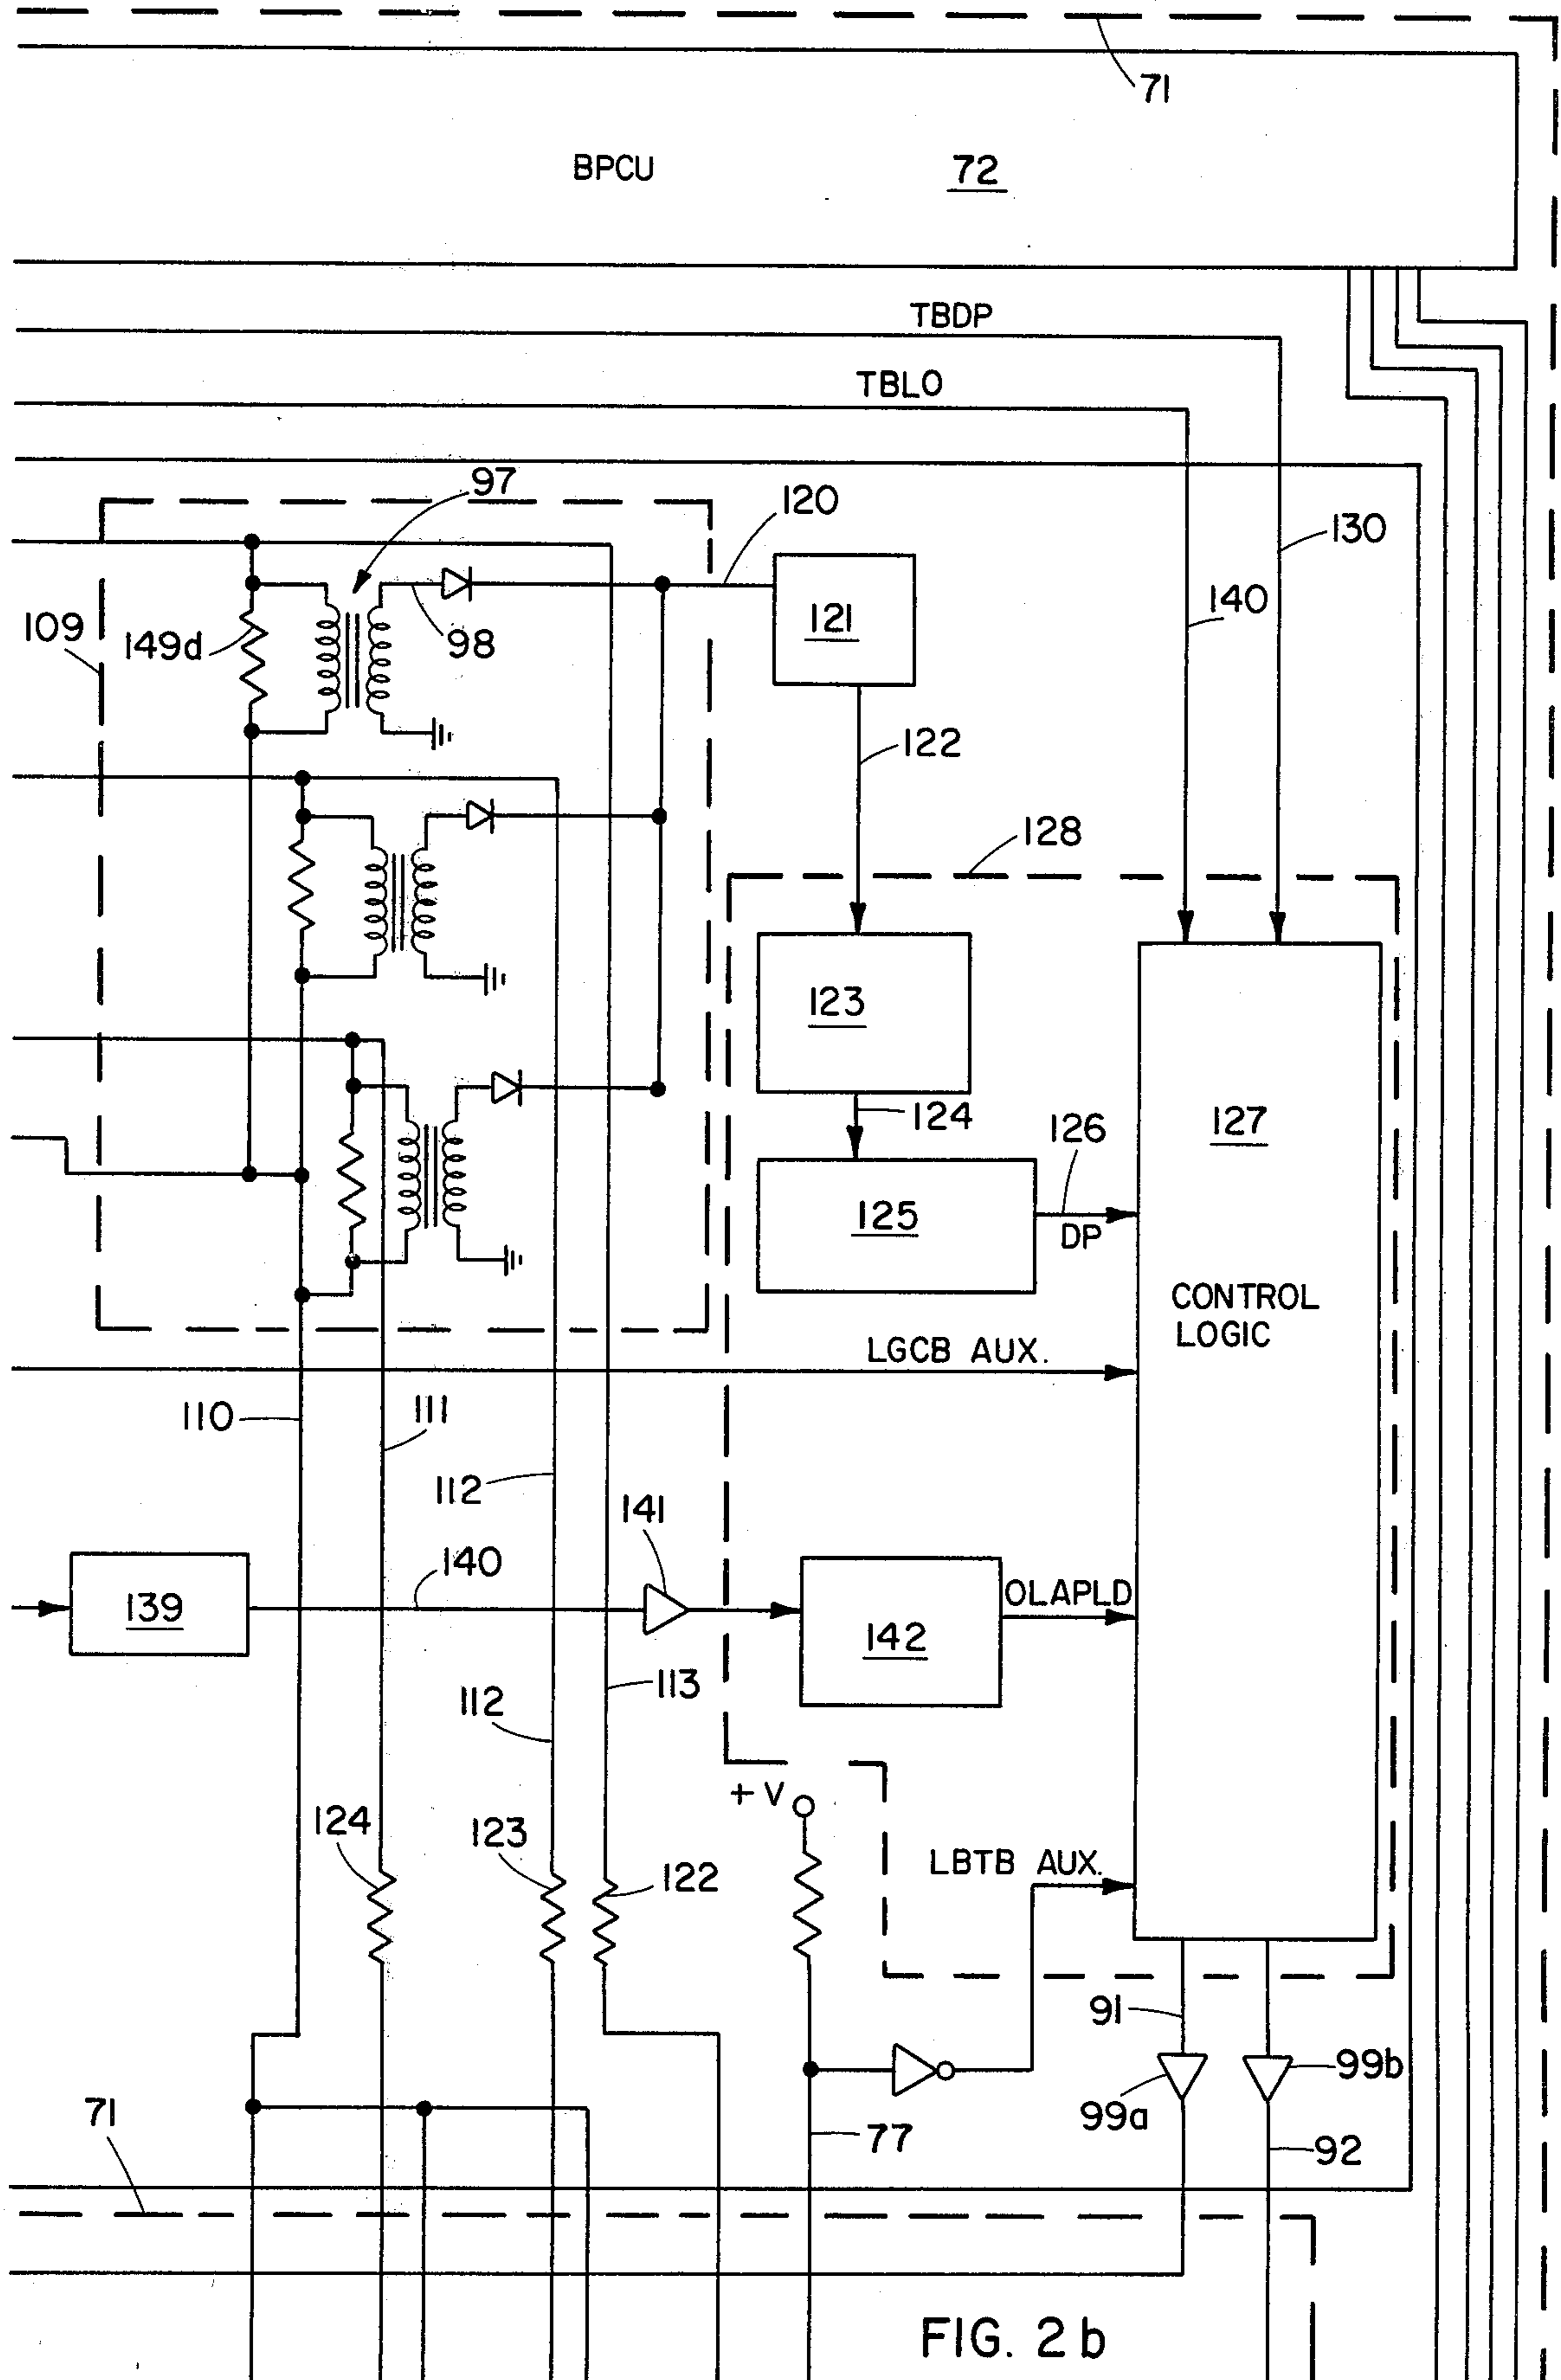 71
BPCU
72
TBDP
TBLO
97
120
130
109
149d
98
121
140
122
128
123
127
124
126
125
DP
CONTROL
LOGIC
LGCB AUX.
110
111
112
141
140
139
OLAPLD
142
113
112
+V
124
123
122
LBTB AUX.
91
99b
99a
71
77
92
FIG. 2b